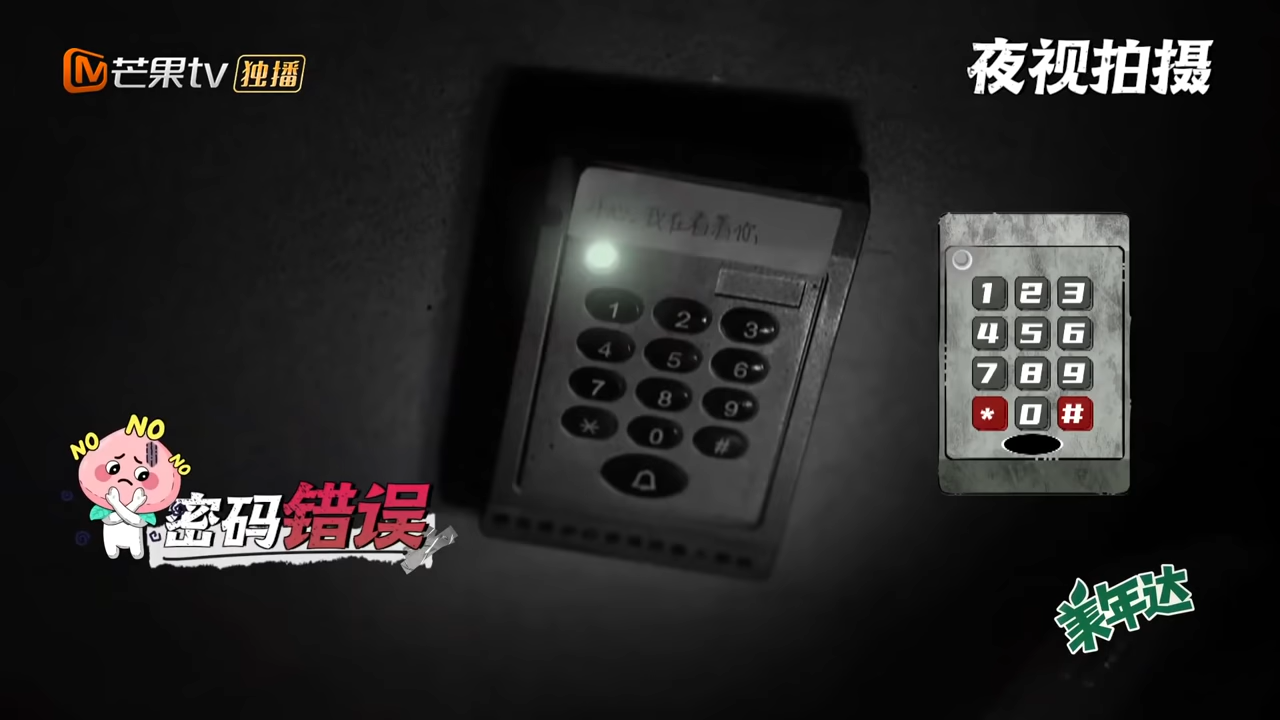 芒果tv 独播
夜视拍摄
我在看着你
1 2 3
4 5 6
7 8 9
* 0 #
1 2 3
4 5 6
7 8 9
* 0 #
NO NO NO
密码错误
美年达